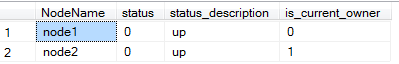 NodeName status status_description is_current_owner
1 node1 0 up 0
2 node2 0 up 1